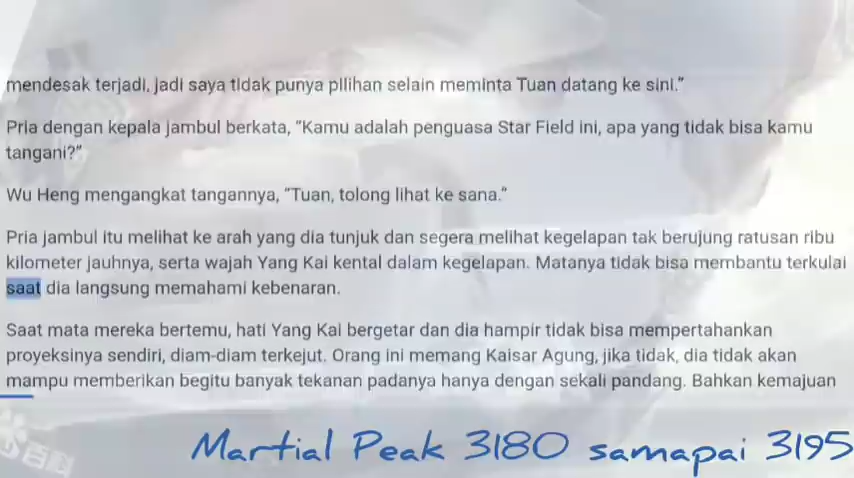 mendesak terjadi, jadi saya tidak punya pilihan selain meminta Tuan datang ke sini.”
Pria dengan kepala jambul berkata, “Kamu adalah penguasa Star Field ini, apa yang tidak bisa kamu
tangani?”
Wu Heng mengangkat tangannya, “Tuan, tolong lihat ke sana.”
Pria jambul itu melihat ke arah yang dia tunjuk dan segera melihat kegelapan tak berujung ratusan ribu
kilometer jauhnya, serta wajah Yang Kai kental dalam kegelapan. Matanya tidak bisa membantu terkulai
saat dia langsung memahami kebenaran.
Saat mata mereka bertemu, hati Yang Kai bergetar dan dia hampir tidak bisa mempertahankan
proyeksinya sendiri, diam-diam terkejut. Orang ini memang Kaisar Agung, jika tidak, dia tidak akan
mampu memberikan begitu banyak tekanan padanya hanya dengan sekali pandang. Bahkan kemajuan
百科
Martial Peak 3180 samapai 3195